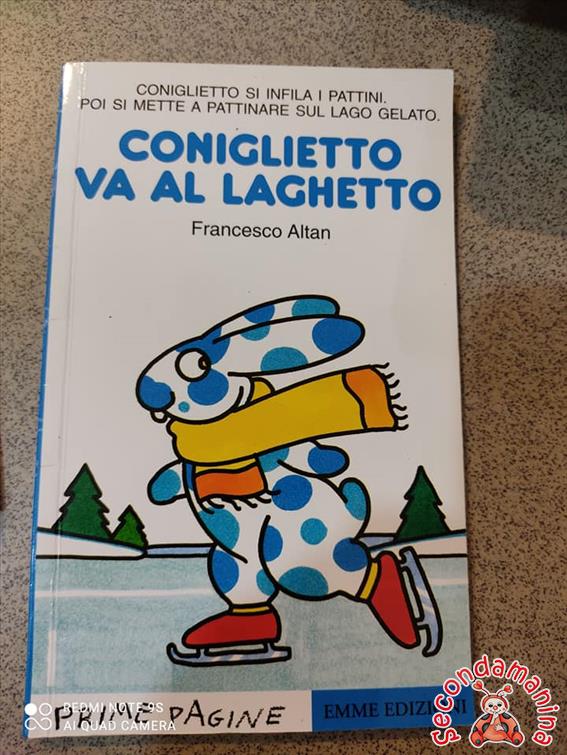 CONIGLIETTO SI INFILA I PATTINI.
POI SI METTE A PATTINARE SUL LAGO GELATO.
CONIGLIETTO
VA AL LAGHETTO
Francesco Altan
PRIME PAGINE
EMME EDIZIONI
REDMI NOTE 9S
AI QUAD CAMERA
Secondamanina